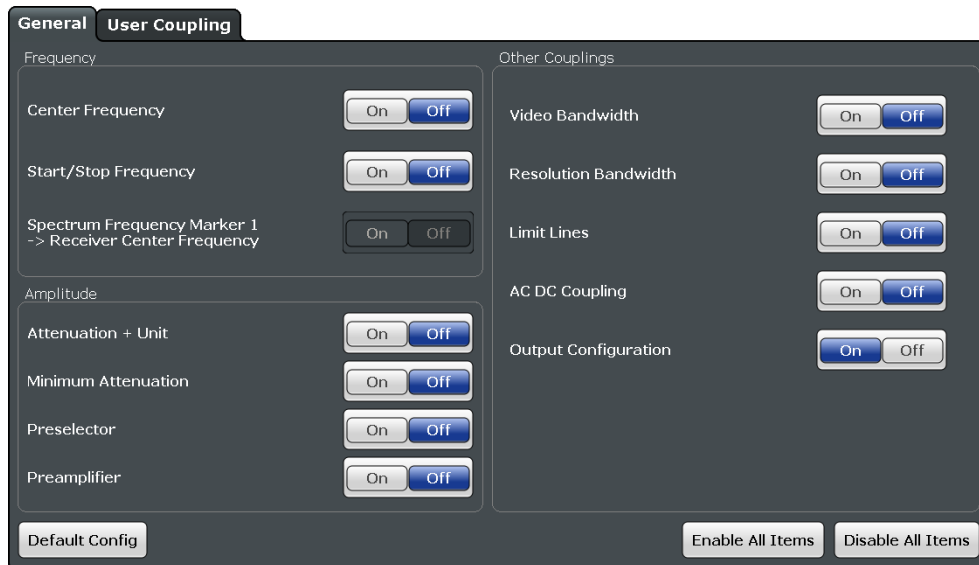 General
User Coupling
Frequency
Center Frequency
On Off
Start/Stop Frequency
On Off
Spectrum Frequency Marker 1
-> Receiver Center Frequency
On Off
Amplitude
Attenuation + Unit
On Off
Minimum Attenuation
On Off
Preselector
On Off
Preamplifier
On Off
Other Couplings
Video Bandwidth
On Off
Resolution Bandwidth
On Off
Limit Lines
On Off
AC DC Coupling
On Off
Output Configuration
On Off
Default Config
Enable All Items
Disable All Items